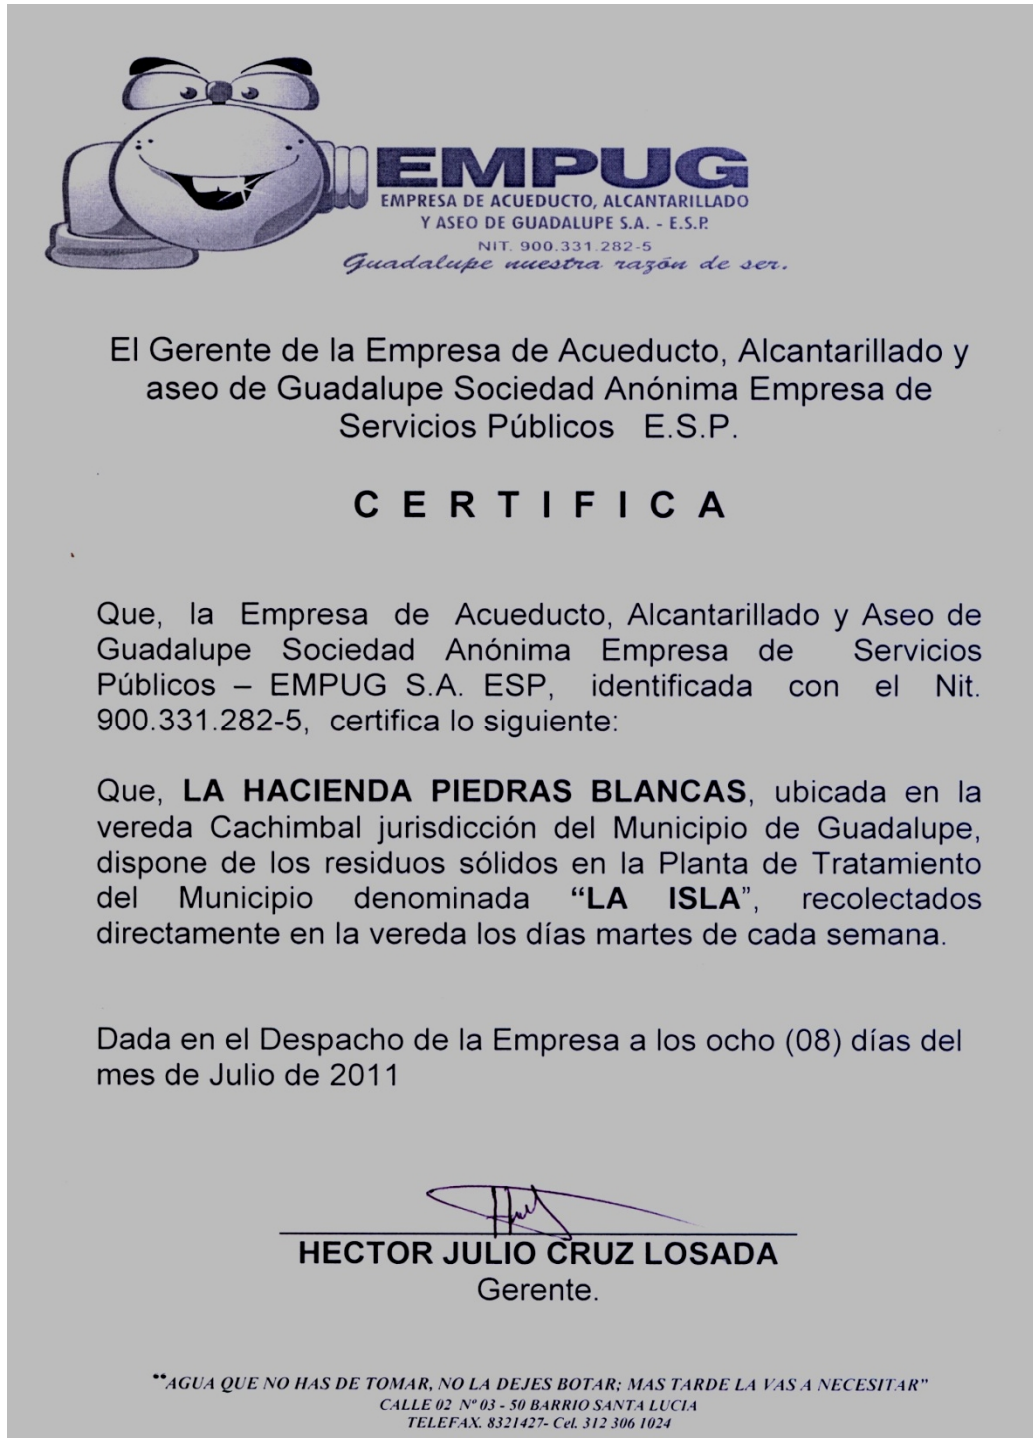 EMPUG
EMPRESA DE ACUEDUCTO, ALCANTARILLADO
Y ASEO DE GUADALUPE S.A. - E.S.P.
NIT. 900.331.282-5
Guadalupe nuestra razón de ser.
El Gerente de la Empresa de Acueducto, Alcantarillado y
aseo de Guadalupe Sociedad Anónima Empresa de
Servicios Públicos E.S.P.
C E R T I F I C A
Que, la Empresa de Acueducto, Alcantarillado y Aseo de
Guadalupe Sociedad Anónima Empresa de Servicios
Públicos – EMPUG S.A. ESP, identificada con el Nit.
900.331.282-5, certifica lo siguiente:
Que, LA HACIENDA PIEDRAS BLANCAS, ubicada en la
vereda Cachimbal jurisdicción del Municipio de Guadalupe,
dispone de los residuos sólidos en la Planta de Tratamiento
del Municipio denominada “LA ISLA”, recolectados
directamente en la vereda los días martes de cada semana.
Dada en el Despacho de la Empresa a los ocho (08) días del
mes de Julio de 2011
HECTOR JULIO CRUZ LOSADA
Gerente.
“AGUA QUE NO HAS DE TOMAR, NO LA DEJES BOTAR; MAS TARDE LA VAS A NECESITAR”
CALLE 02 Nº 03 - 50 BARRIO SANTA LUCIA
TELEFAX. 8321427- Cel. 312 306 1024